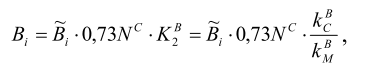 B_i = B̃_i · 0,73N^C · K_2^B = B̃_i · 0,73N^C · k_C^B / k_M^B ,